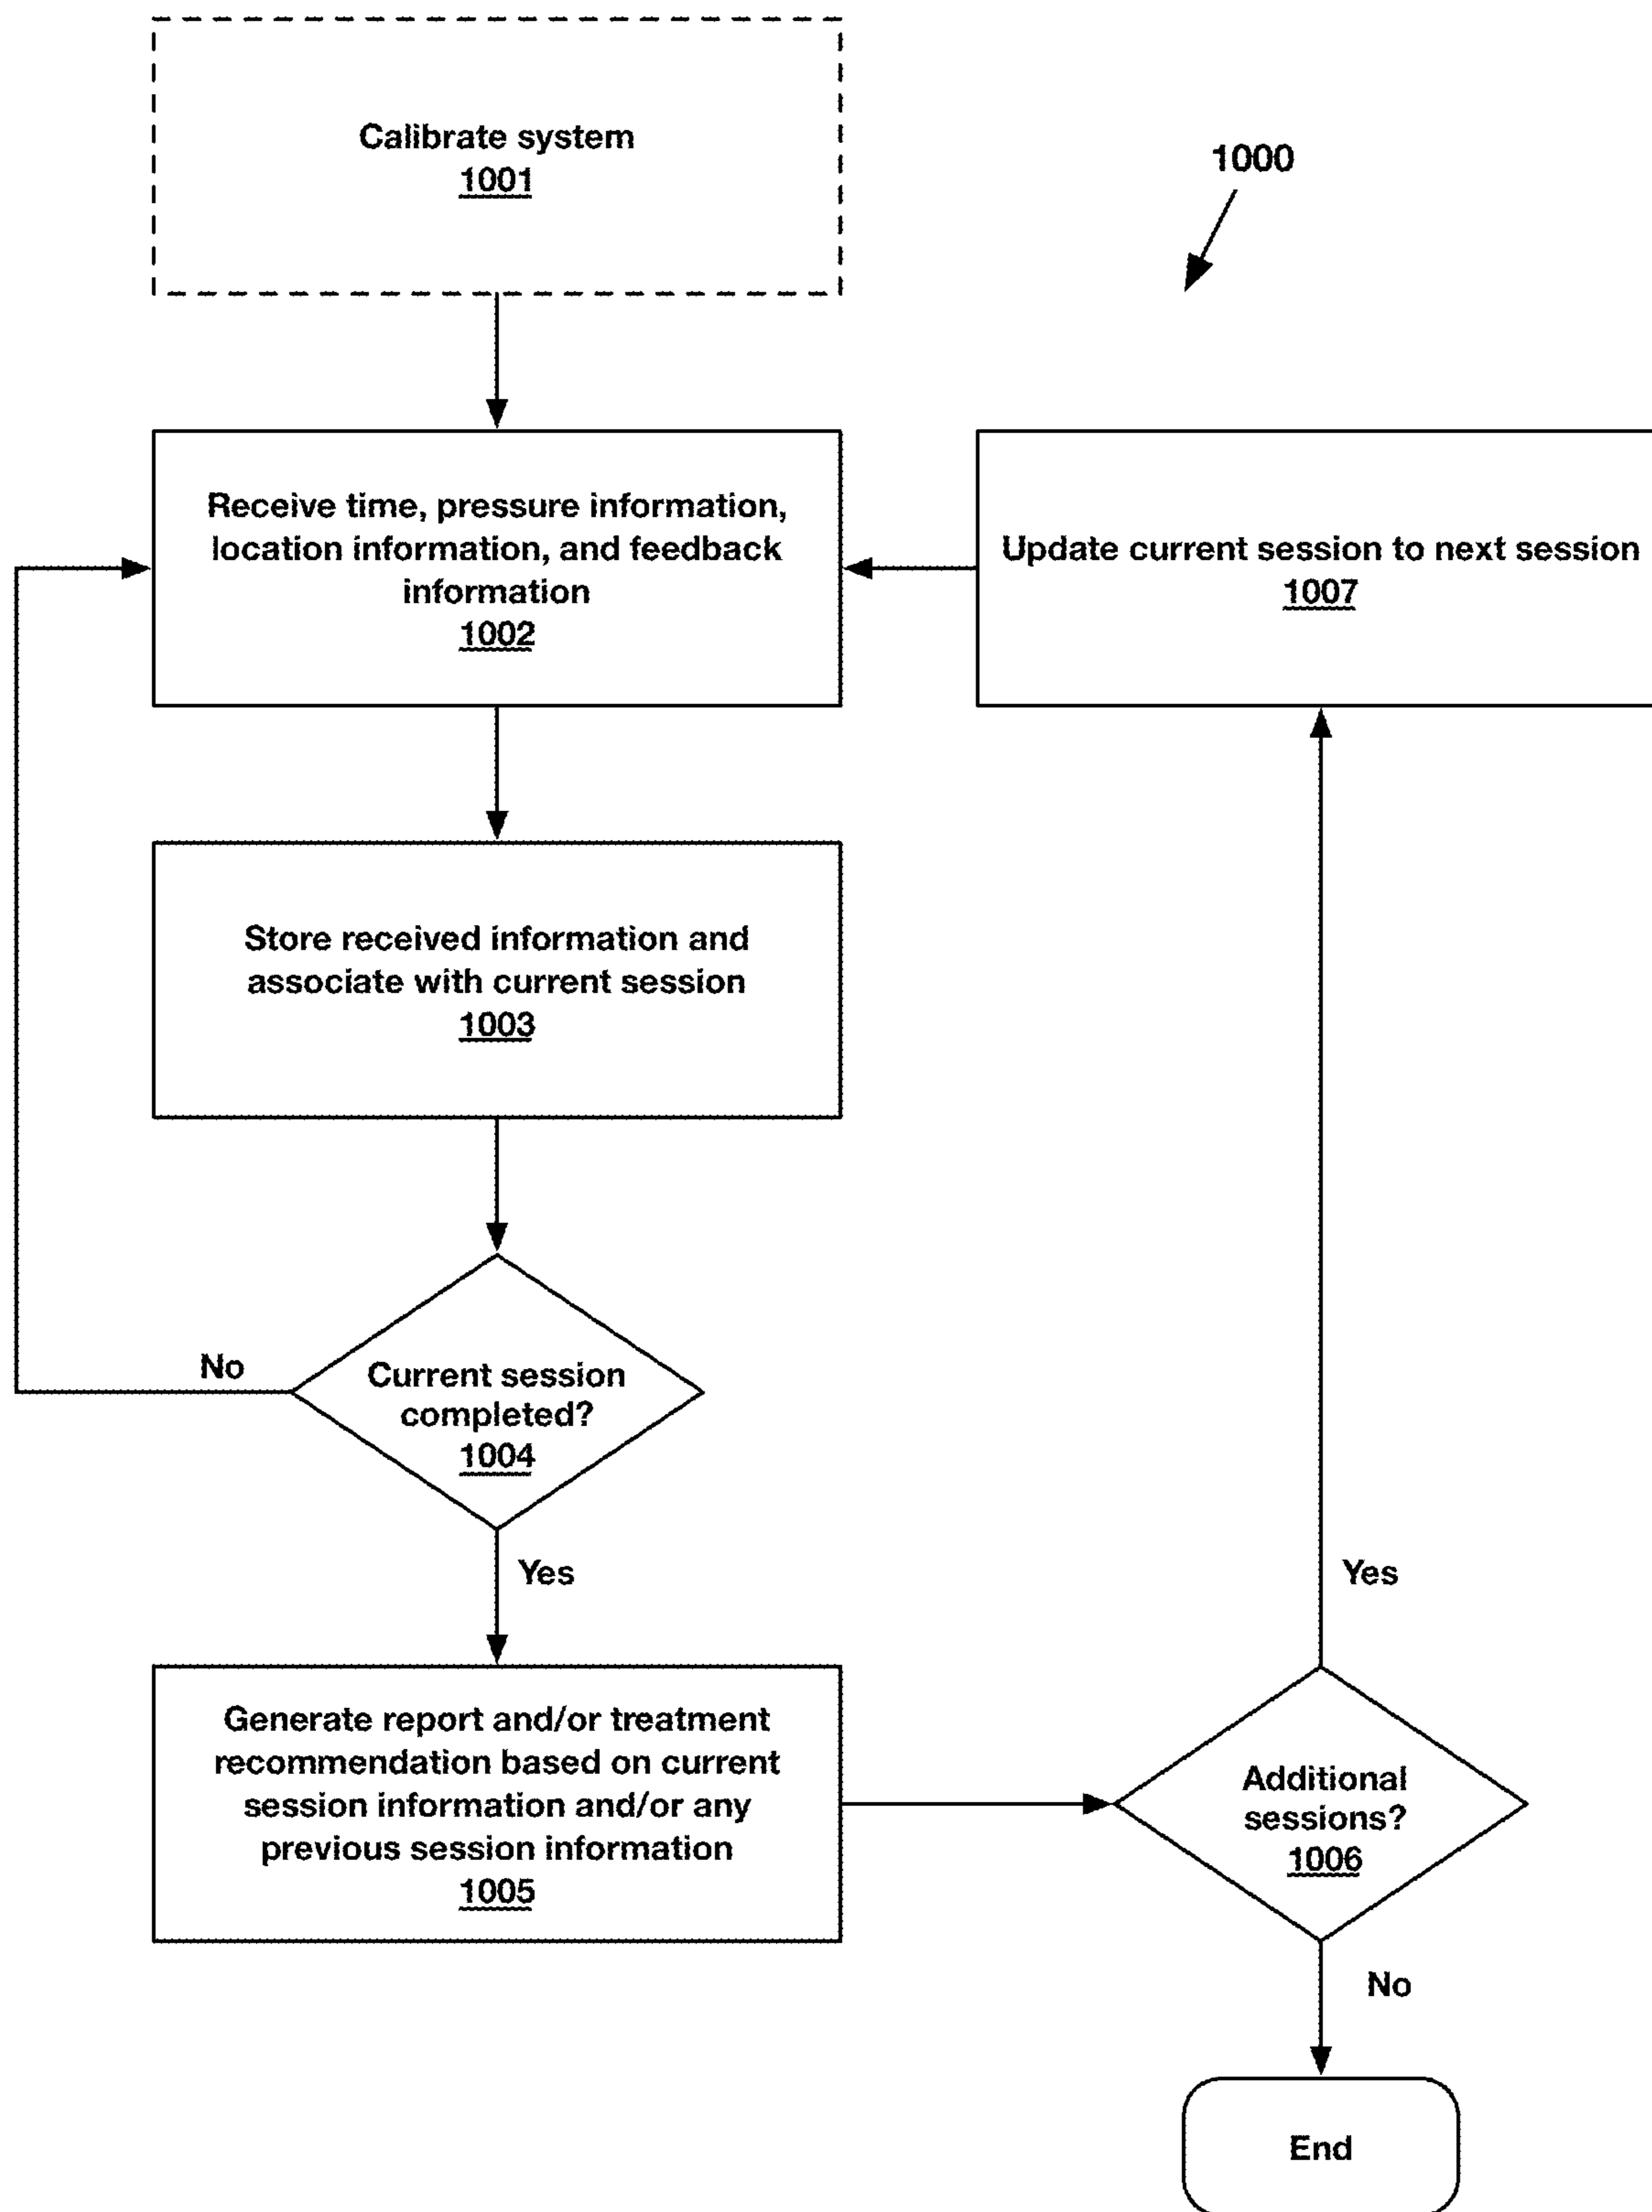 Calibrate system
1001
1000
Receive time, pressure information,
location information, and feedback
information
1002
Update current session to next session
1007
Store received information and
associate with current session
1003
No
Current session
completed?
1004
Yes
Yes
Generate report and/or treatment
recommendation based on current
session information and/or any
previous session information
1005
Additional
sessions?
1006
No
End